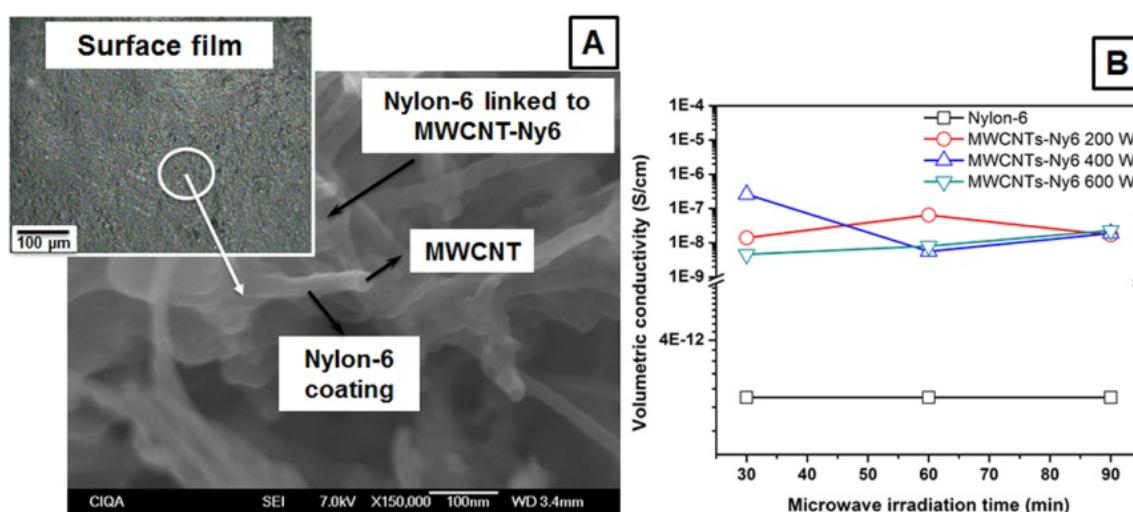 Surface film
A
Nylon-6 linked to
MWCNT-Ny6
100 µm
MWCNT
Nylon-6
coating
CIQA SEI 7.0kV X150,000 100nm WD 3.4mm
B
Volumetric conductivity (S/cm)
1E-4
1E-5
1E-6
1E-7
1E-8
1E-9
4E-12
Nylon-6
MWCNTs-Ny6 200 W
MWCNTs-Ny6 400 W
MWCNTs-Ny6 600 W
30 40 50 60 70 80 90
Microwave irradiation time (min)